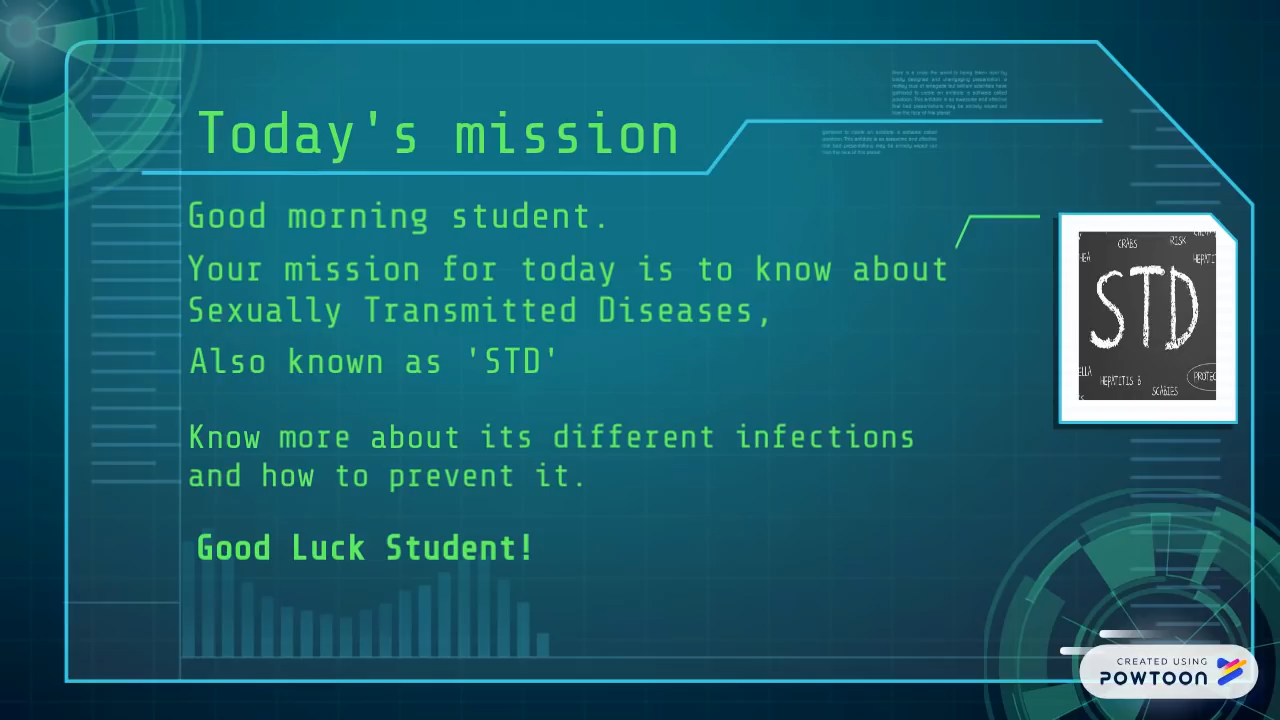 Today's mission
Good morning student.
Your mission for today is to know about
Sexually Transmitted Diseases,
Also known as 'STD'
Know more about its different infections
and how to prevent it.
Good Luck Student!
CRABS
RISK
STD
HEPATITIS B
SCABIES
CREATED USING
POWTOON